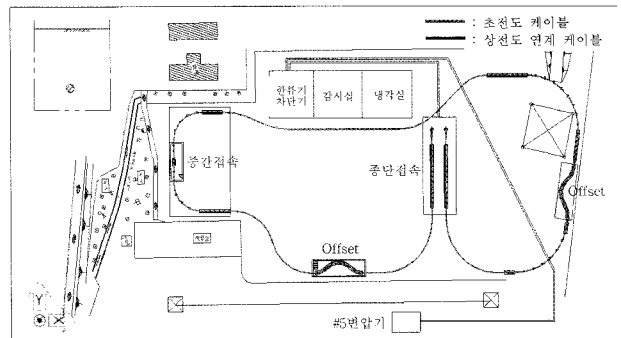 : 초전도 케이블
: 상전도 연계 케이블
한류기
차단기
감시실
냉각실
중간접속
종단접속
Offset
Offset
#5변압기
Y
X